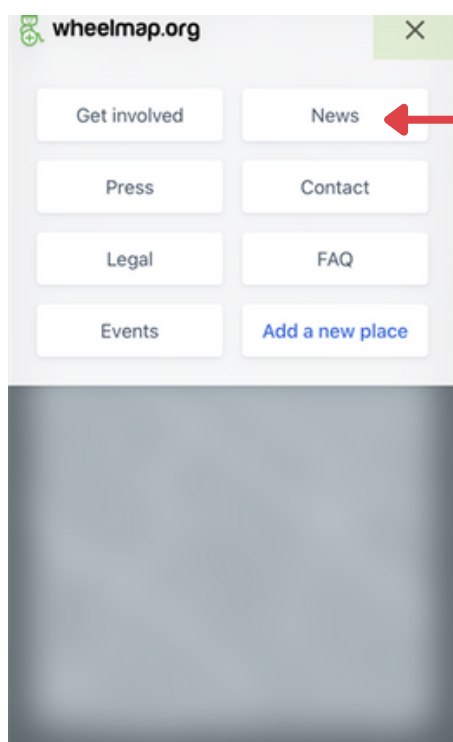 wheelmap.org
Get involved
News
Press
Contact
Legal
FAQ
Events
Add a new place